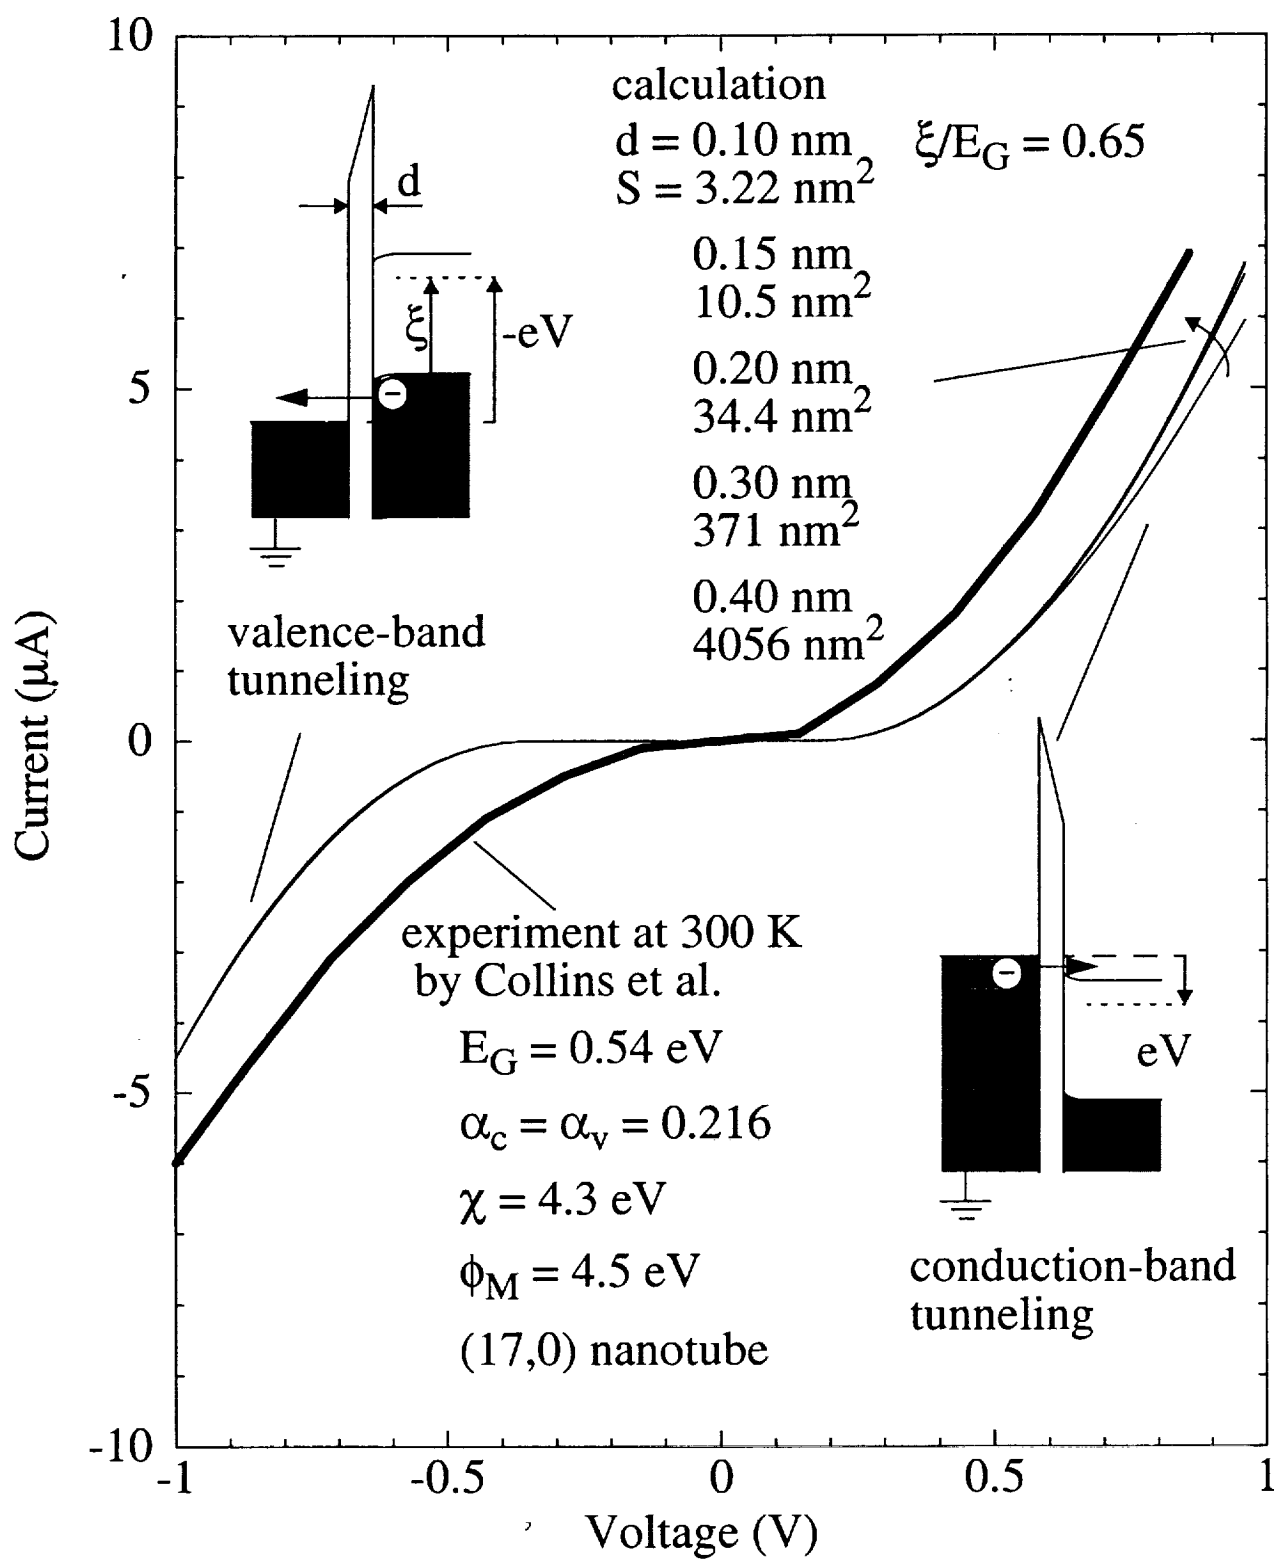 10
5
0
-5
-10
Current (μA)
calculation
d = 0.10 nm ξ/E_G = 0.65
S = 3.22 nm²
0.15 nm
10.5 nm²
0.20 nm
34.4 nm²
0.30 nm
371 nm²
0.40 nm
4056 nm²
d
ξ
-eV
−
valence-band
tunneling
experiment at 300 K
by Collins et al.
E_G = 0.54 eV
α_c = α_v = 0.216
χ = 4.3 eV
ϕ_M = 4.5 eV
(17,0) nanotube
−
eV
conduction-band
tunneling
-1
-0.5
0
0.5
1
Voltage (V)